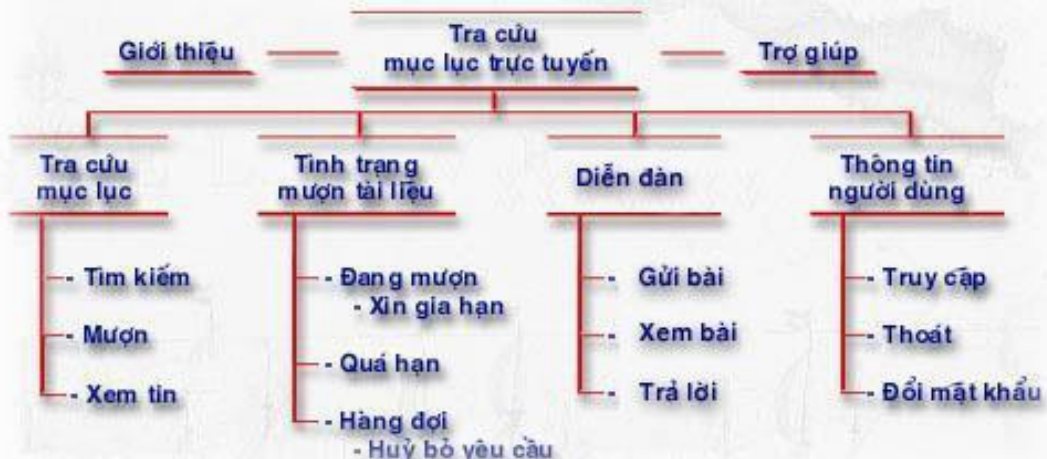 Tra cứu
mục lục trực tuyến
Giới thiệu
Trợ giúp
Tra cứu
mục lục
- Tìm kiếm
- Mượn
- Xem tin
Tình trạng
mượn tài liệu
- Đang mượn
- Xin gia hạn
- Quá hạn
- Hàng đợi
- Huỷ bỏ yêu cầu
Diễn đàn
- Gửi bài
- Xem bài
- Trả lời
Thông tin
người dùng
- Truy cập
- Thoát
- Đổi mật khẩu